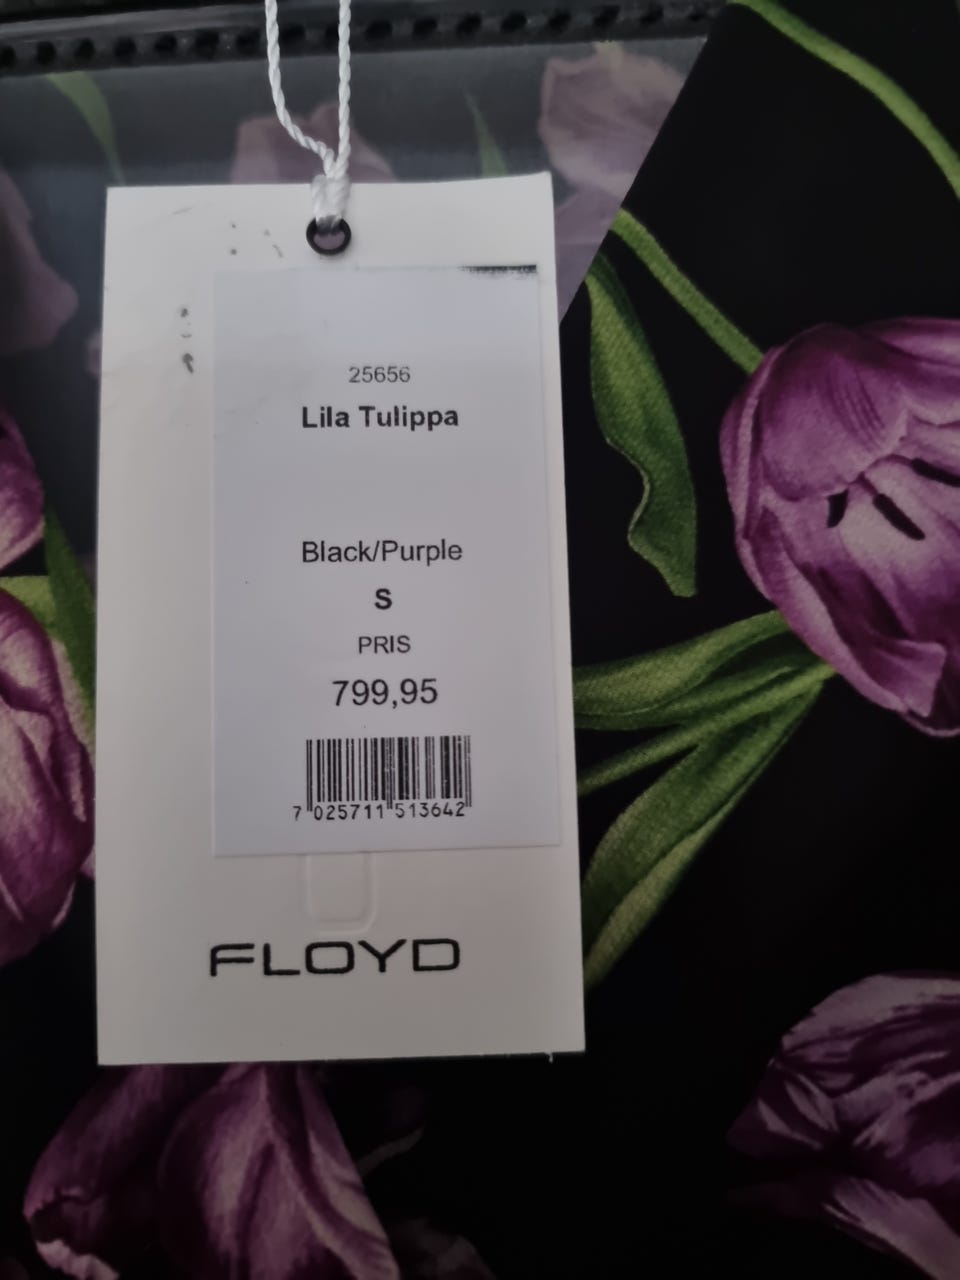 25656
Lila Tulippa
Black/Purple
S
PRIS
799,95
7 025711 513642
FLOYD